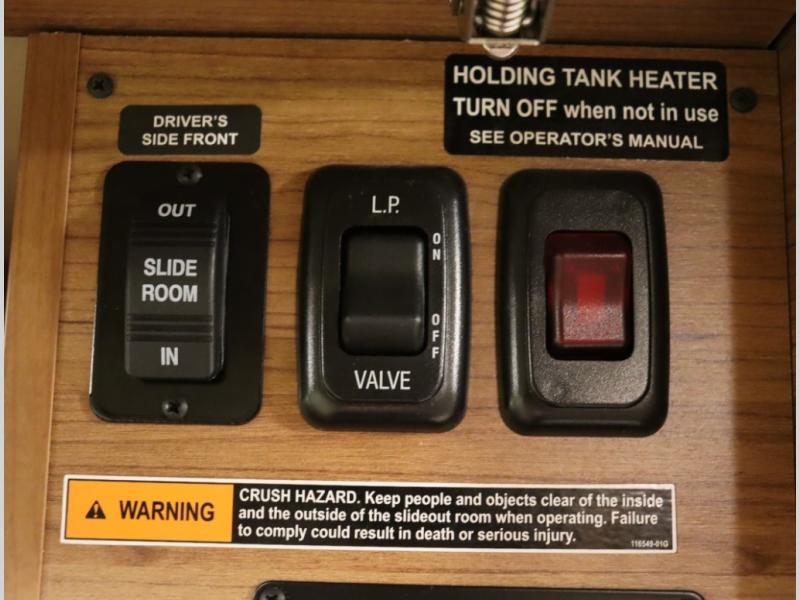 DRIVER'S
SIDE FRONT
OUT
SLIDE
ROOM
IN
L.P.
ON
OFF
VALVE
HOLDING TANK HEATER
TURN OFF when not in use
SEE OPERATOR'S MANUAL
WARNING
CRUSH HAZARD. Keep people and objects clear of the inside
and the outside of the slideout room when operating. Failure
to comply could result in death or serious injury.
116549-01G